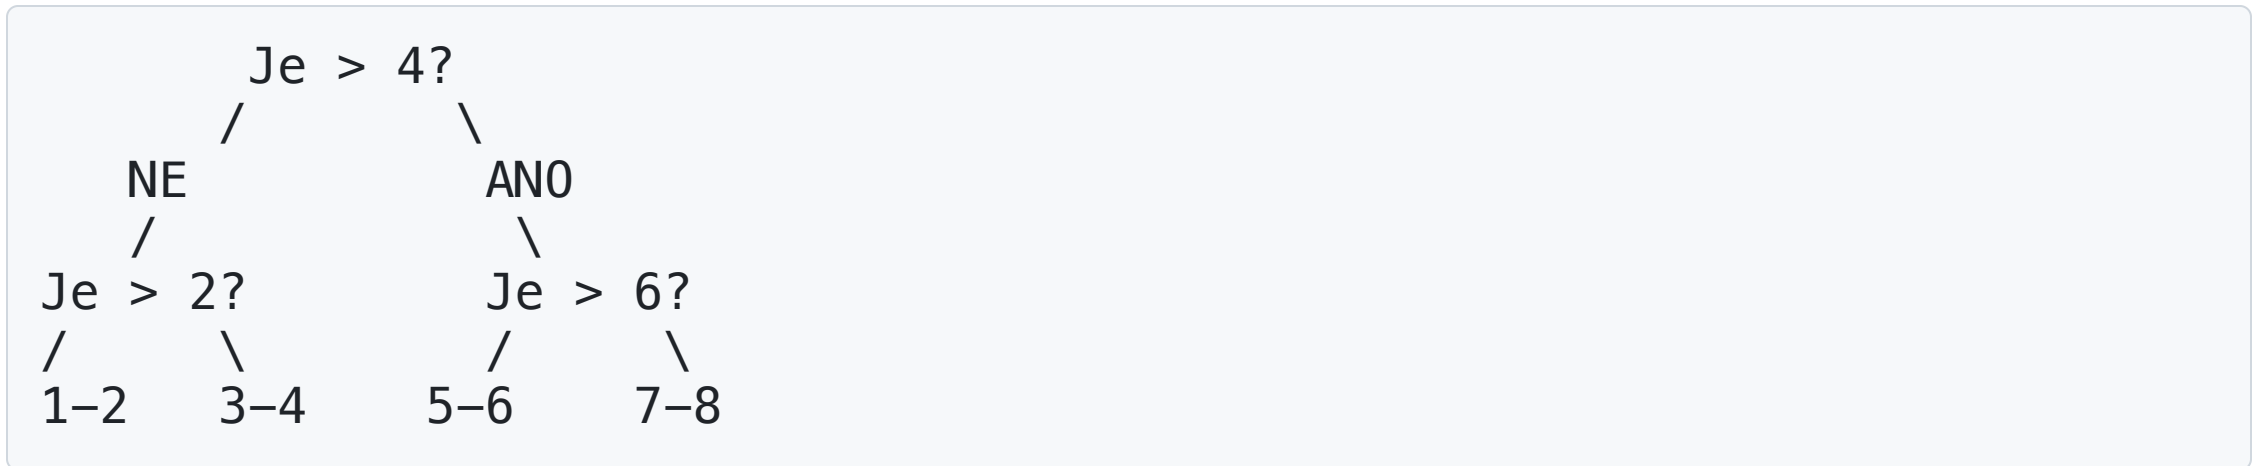 Je > 4?
/ \
NE ANO
/ \
Je > 2? Je > 6?
/ \ / \
1–2 3–4 5–6 7–8